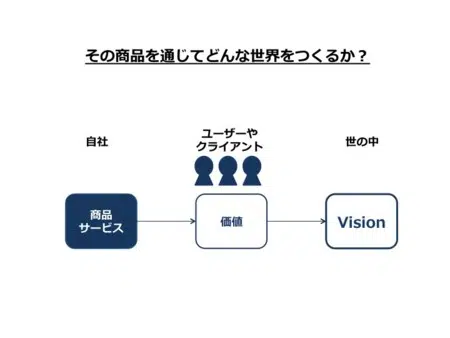 その商品を通じてどんな世界をつくるか？
自社
ユーザーや
クライアント
世の中
商品
サービス
価値
Vision